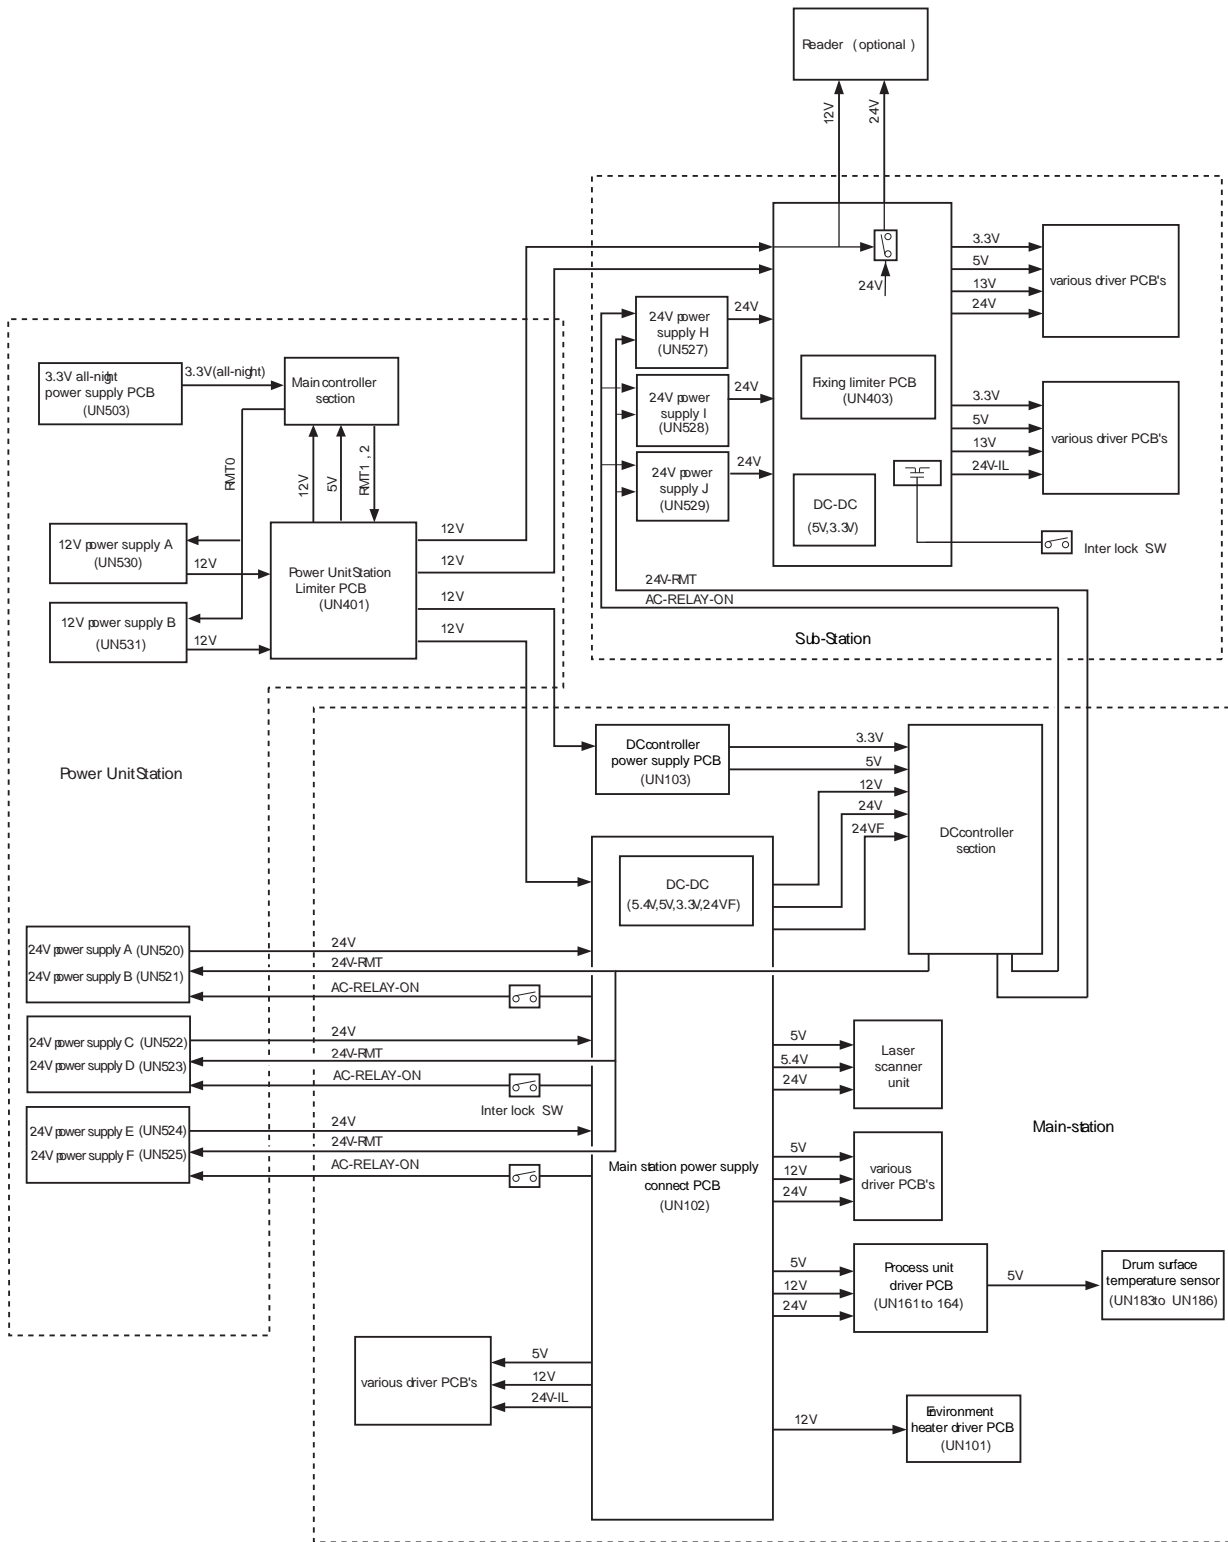 Reader (optional)
12V
24V
3.3V
5V
13V
24V
various driver PCB's
24V
24V power
supply H
(UN527)
24V
24V power
supply I
(UN528)
24V
24V power
supply J
(UN529)
24V
Fixing limiter PCB
(UN403)
DC-DC
(5V,3.3V)
3.3V
5V
13V
24V-IL
various driver PCB's
Inter lock SW
24V-RMT
AC-RELAY-ON
Sub-Station
3.3V all-night
power supply PCB
(UN503)
3.3V(all-night)
Main controller
section
RMT0
12V
5V
RMT1, 2
12V power supply A
(UN530)
12V
12V power supply B
(UN531)
12V
Power Unit Station
Limiter PCB
(UN401)
12V
12V
12V
12V
Power Unit Station
DC controller
power supply PCB
(UN103)
3.3V
5V
12V
24V
24VF
DC controller
section
DC-DC
(5.4V,5V,3.3V,24VF)
24V power supply A (UN520)
24V power supply B (UN521)
24V
24V-RMT
AC-RELAY-ON
24V power supply C (UN522)
24V power supply D (UN523)
24V
24V-RMT
AC-RELAY-ON
Inter lock SW
24V power supply E (UN524)
24V power supply F (UN525)
24V
24V-RMT
AC-RELAY-ON
Main station power supply
connect PCB
(UN102)
5V
5.4V
24V
Laser
scanner
unit
Main-station
5V
12V
24V
various
driver PCB's
5V
12V
24V
Process unit
driver PCB
(UN161 to 164)
5V
Drum surface
temperature sensor
(UN183 to UN186)
various driver PCB's
5V
12V
24V-IL
12V
Environment
heater driver PCB
(UN101)